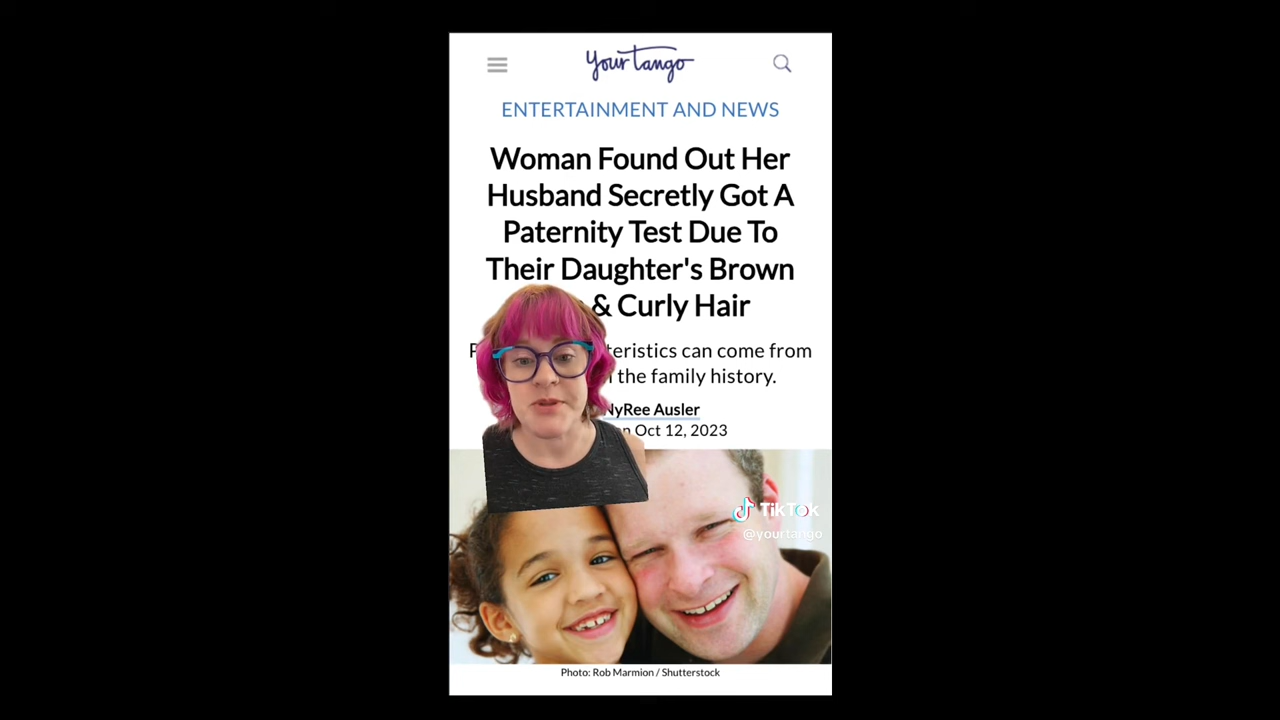 yourtango
ENTERTAINMENT AND NEWS
Woman Found Out Her
Husband Secretly Got A
Paternity Test Due To
Their Daughter's Brown
& Curly Hair
can come from
the family history.
NyRee Ausler
Oct 12, 2023
TikTok
@yourtango
Photo: Rob Marmion / Shutterstock